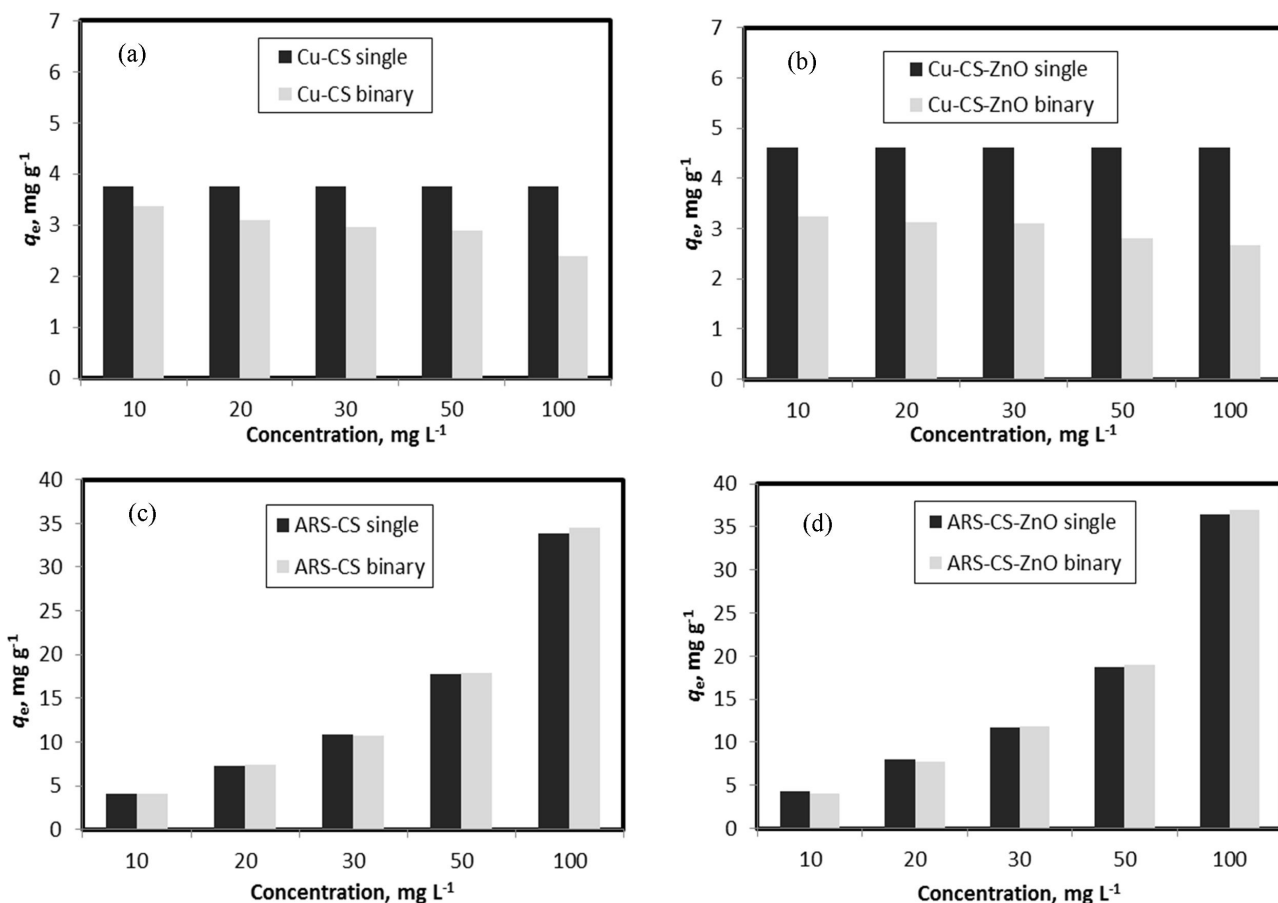 (a)
Cu-CS single
Cu-CS binary
7
6
5
4
3
2
1
0
qe, mg g-1
10 20 30 50 100
Concentration, mg L-1
(b)
Cu-CS-ZnO single
Cu-CS-ZnO binary
7
6
5
4
3
2
1
0
qe, mg g-1
10 20 30 50 100
Concentration, mg L-1
(c)
ARS-CS single
ARS-CS binary
40
35
30
25
20
15
10
5
0
qe, mg g-1
10 20 30 50 100
Concentration, mg L-1
(d)
ARS-CS-ZnO single
ARS-CS-ZnO binary
40
35
30
25
20
15
10
5
0
qe, mg g-1
10 20 30 50 100
Concentration, mg L-1